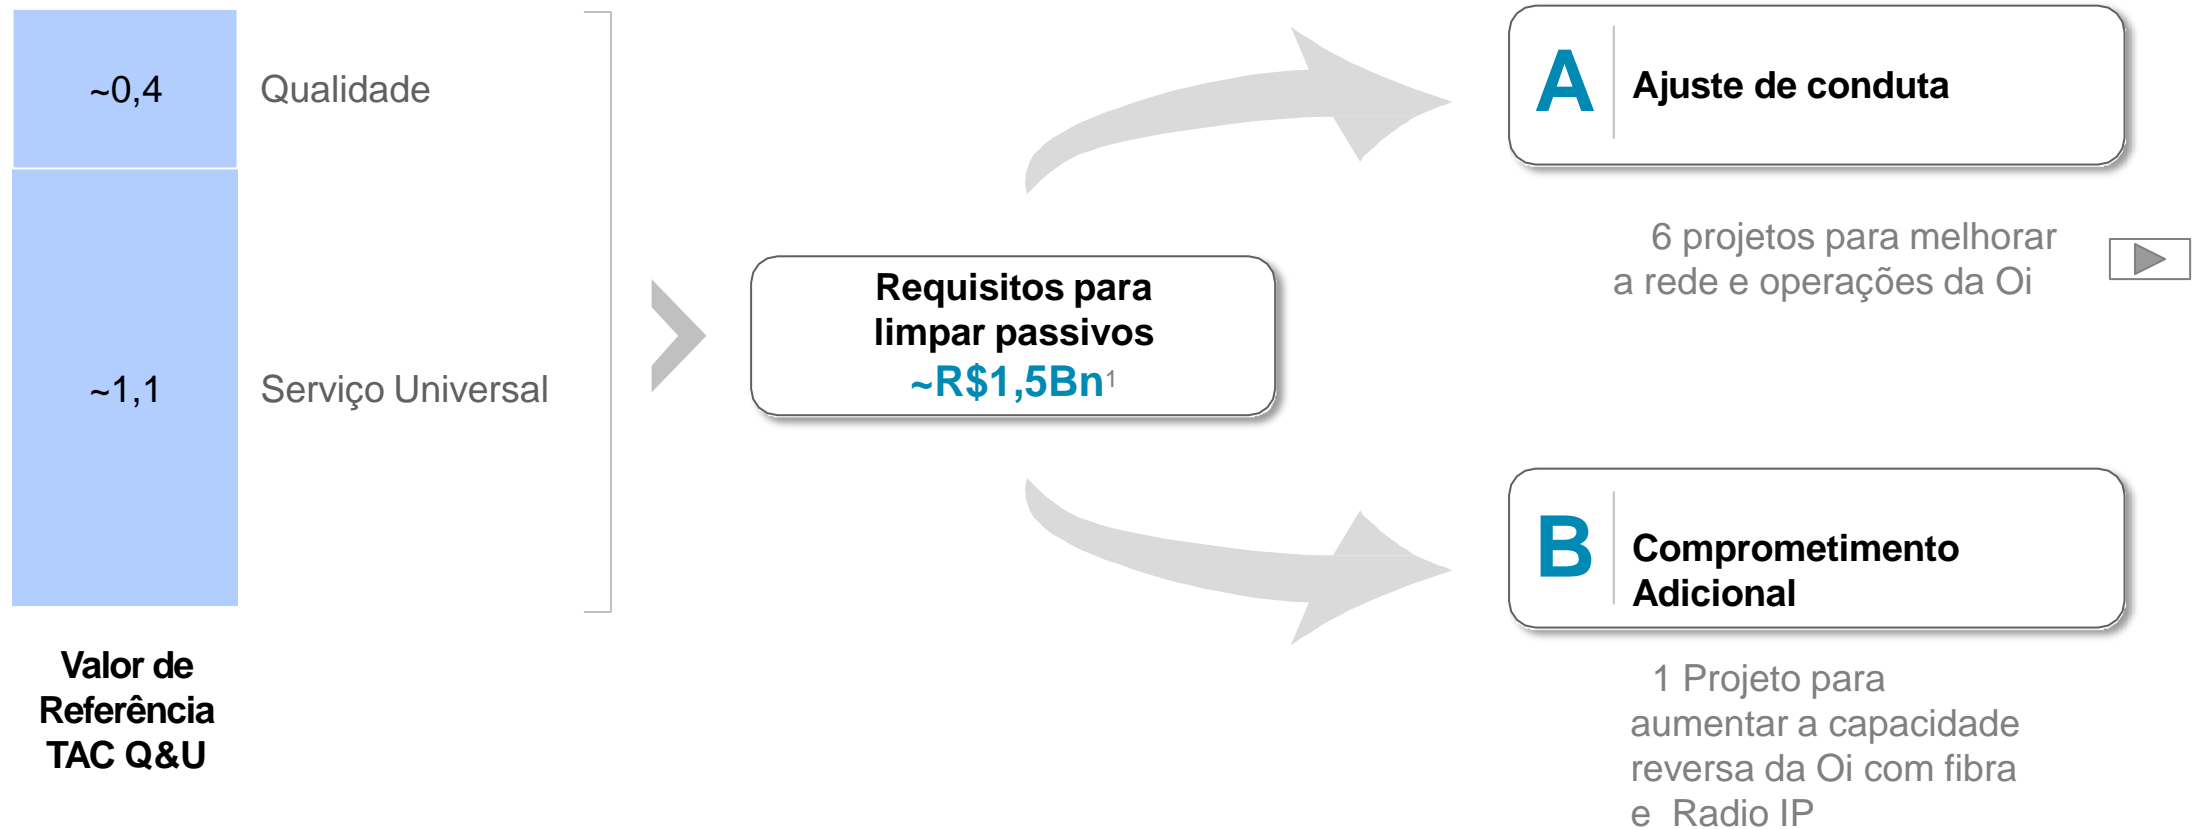 ~0,4
Qualidade
~1,1
Serviço Universal
Valor de
Referência
TAC Q&U
Requisitos para
limpar passivos
~R$1,5Bn1
A
Ajuste de conduta
6 projetos para melhorar
a rede e operações da Oi
B
Comprometimento
Adicional
1 Projeto para
aumentar a capacidade
reversa da Oi com fibra
e Radio IP